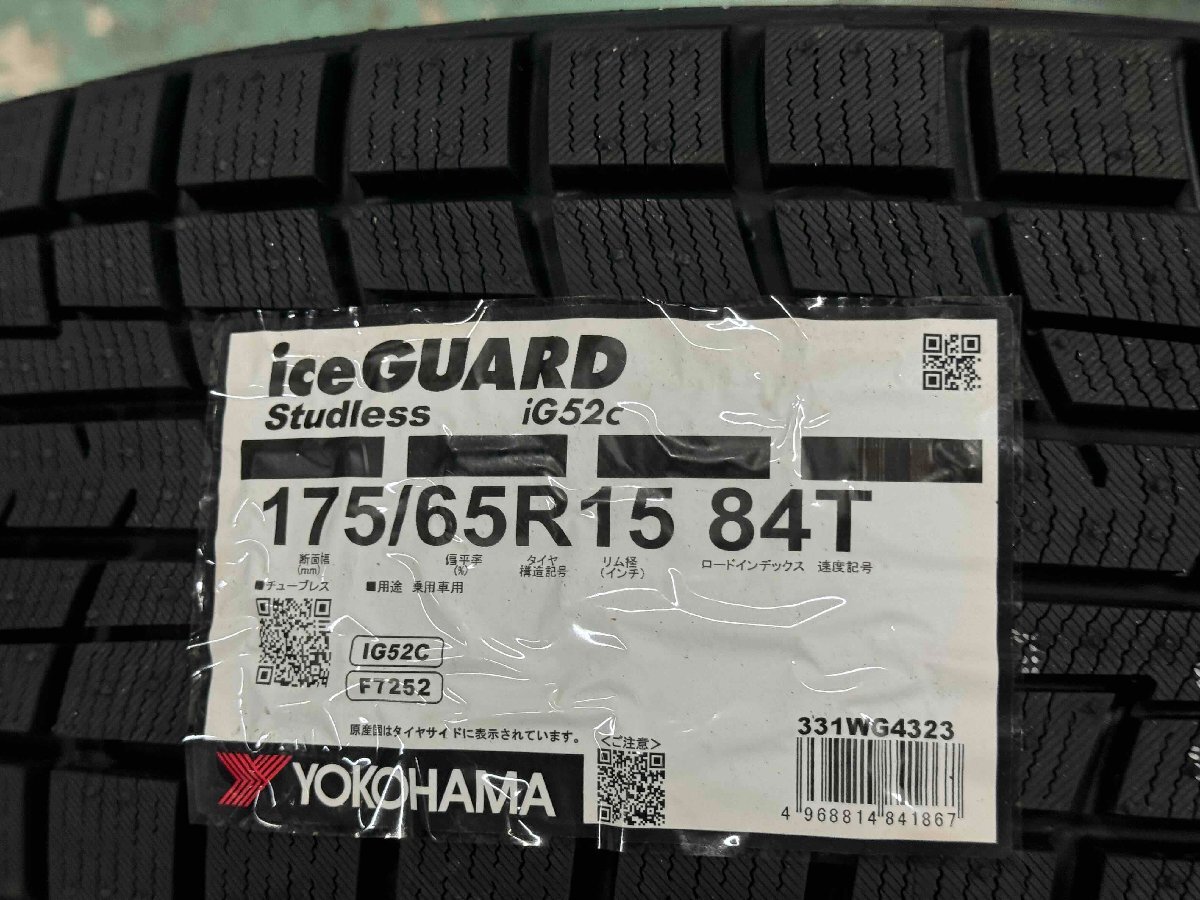 iceGUARD
Studless iG52c
175/65R15 84T
断面幅 (mm) 偏平率 (%) タイヤ 構造記号 リム径 (インチ) ロードインデックス 速度記号
■チューブレス ■用途 乗用車用
IG52C
F7252
原産国はタイヤサイドに表示されています。
<ご注意>
331WG4323
YOKOHAMA
4 968814 841867